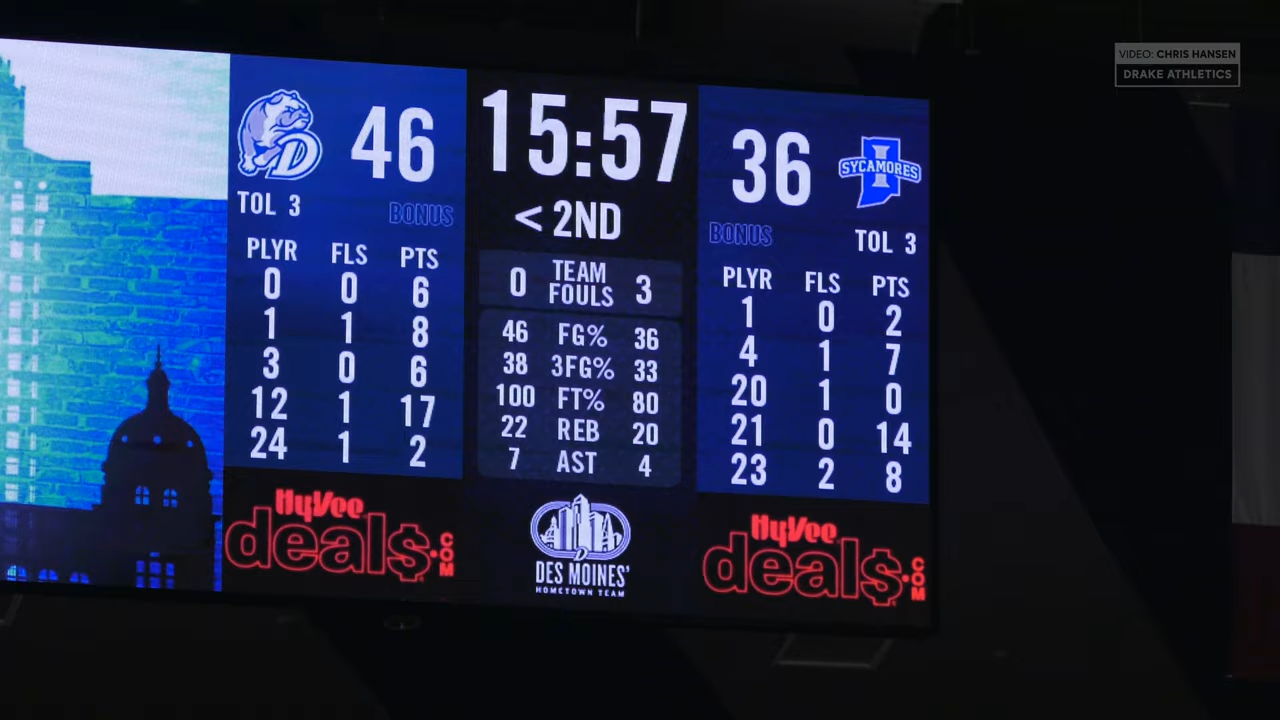 VIDEO: CHRIS HANSEN
DRAKE ATHLETICS
D 46
TOL 3 BONUS
PLYR FLS PTS
0 0 6
1 1 8
3 0 6
12 1 17
24 1 2
HyVee
deal$.COM
15:57
< 2ND
0 TEAM FOULS 3
46 FG% 36
38 3FG% 33
100 FT% 80
22 REB 20
7 AST 4
D
DES MOINES'
HOMETOWN TEAM
36 I SYCAMORES
BONUS TOL 3
PLYR FLS PTS
1 0 2
4 1 7
20 1 0
21 0 14
23 2 8
HyVee
deal$.COM